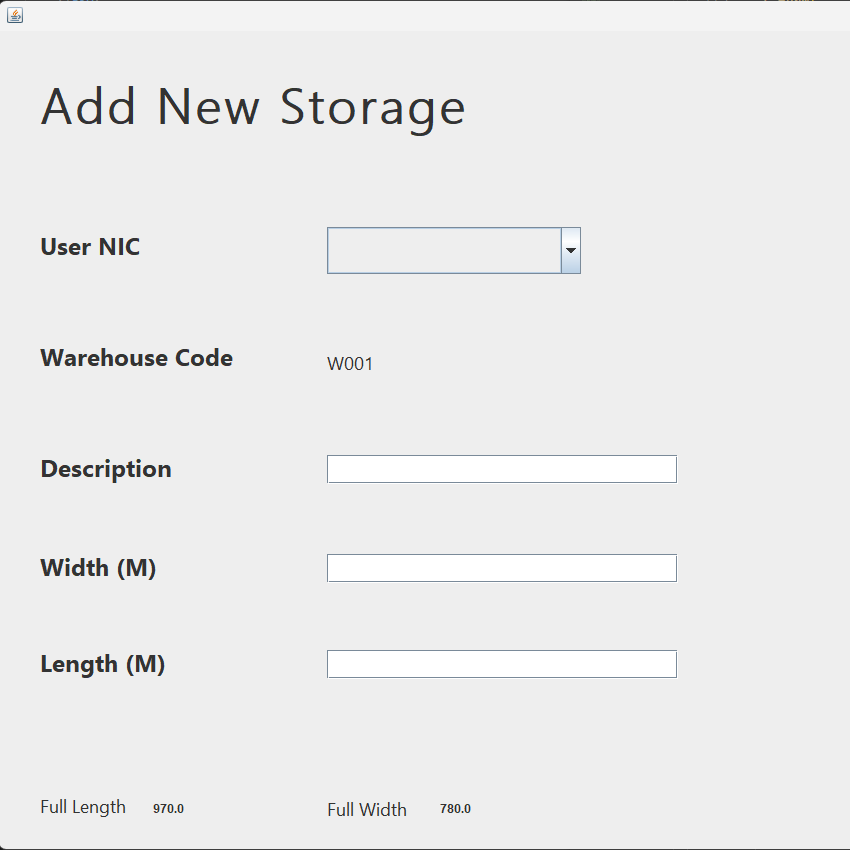 Add New Storage
User NIC
Warehouse Code W001
Description
Width (M)
Length (M)
Full Length 970.0 Full Width 780.0